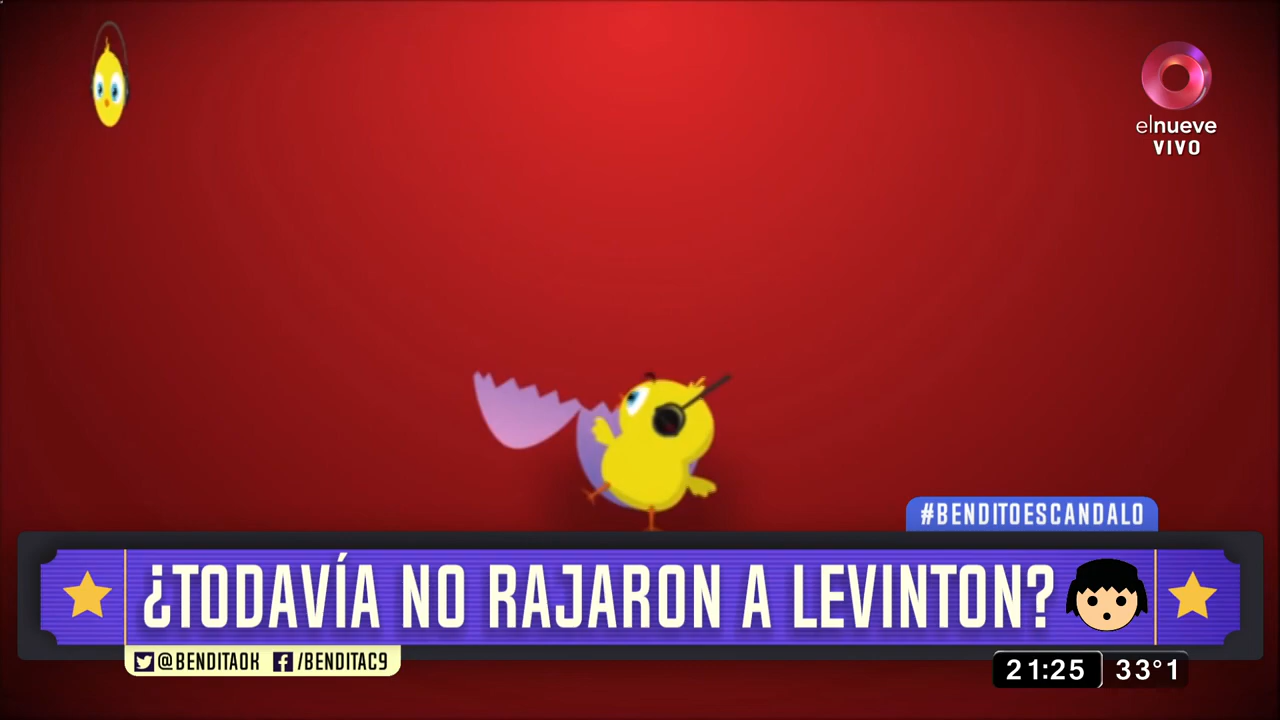 elnueve
VIVO
#BENDITOESCANDALO
¿TODAVÍA NO RAJARON A LEVINTON?
@BENDITAOK /BENDITAC9
21:25 33°1